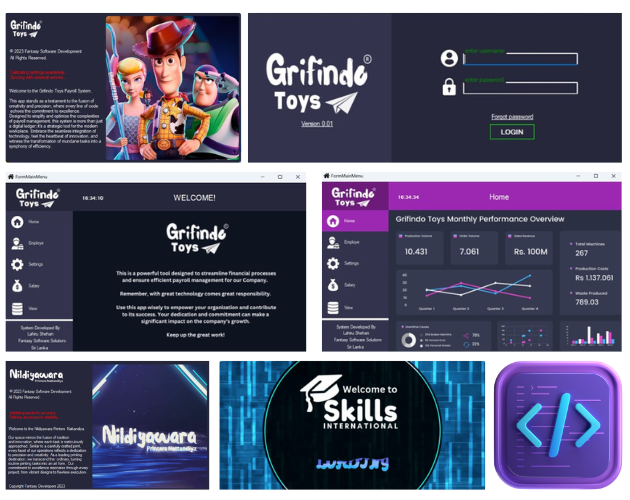 Grifindo
Toys
© 2023 Fantasy Software Development
All Rights Reserved.
Welcome to the Grifindo Toys Payroll System.
This app stands as a testament to the fusion of
creativity and precision, where every line of code
echoes the commitment to excellence.
Designed to simplify and optimize the complexities
of payroll management, this system is more than just
a digital ledger; it's a strategic tool for the modern
workplace. Embrace the seamless integration of
technology, feel the heartbeat of innovation, and
witness the transformation of mundane tasks into a
symphony of efficiency.
Grifindo®
Toys
Version 0.01
enter username
enter password
Forgot password
LOGIN
FormMainMenu
Grifindo®
Toys
18:34:10
WELCOME!
Home
Employe
Settings
Salary
View
System Developed By
Lahiru Shehan
Fantasy Software Solutions
Sri Lanka
Grifindo®
Toys
This is a powerful tool designed to streamline financial processes
and ensure efficient payroll management for our Company.
Remember, with great technology comes great responsibility.
Use this app wisely to empower your organization and contribute
to its success. Your dedication and commitment can make a
significant impact on the company's growth.
Keep up the great work!
FormMainMenu
Grifindo®
Toys
18:34:34
Home
Home
Employe
Settings
Salary
View
System Developed By
Lahiru Shehan
Fantasy Software Solutions
Sri Lanka
Grifindo Toys Monthly Performance Overview
Production Volume
10.431
Order Volume
7.061
Sales Revenue
Rs. 100M
Total Machines
267
Production Costs
Rs 1.137.061
Waste Produced
789.03
Quarter 1
Quarter 2
Quarter 3
Quarter 4
Nildiyawara
Printers Nattandiya
© 2023 Fantasy Software Development
All Rights Reserved.
Welcome to the Nildiyawara Printers Nattandiya.
Copyright Fantasy Developers 2023
Nildiyawara
Printers Nattandiya
Welcome to
Skills
INTERNATIONAL
LOADING